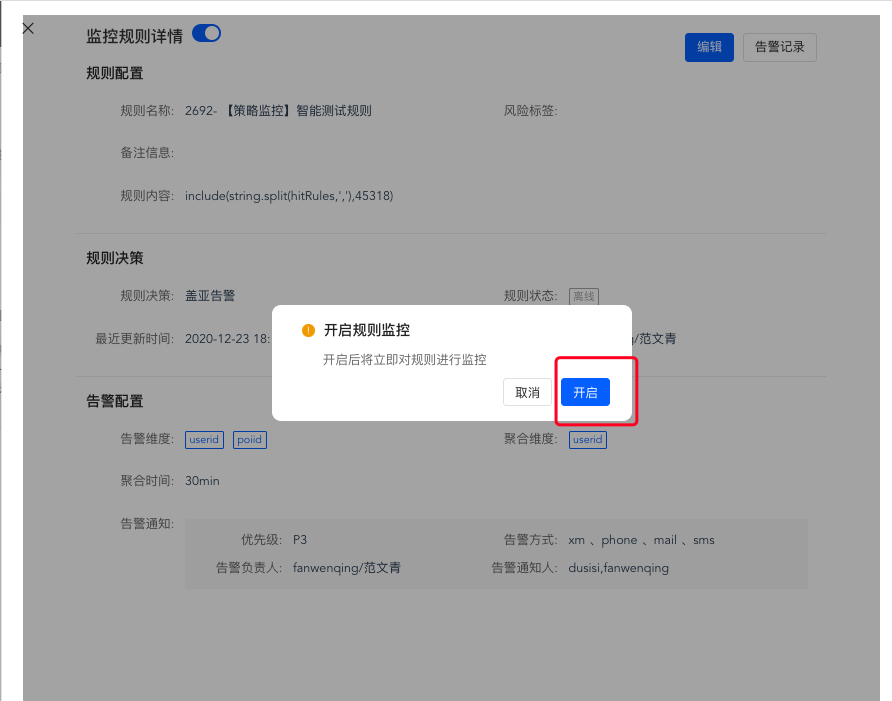 监控规则详情
编辑 告警记录
规则配置
规则名称: 2692- 【策略监控】智能测试规则 风险标签:
备注信息:
规则内容: include(string.split(hitRules,','),45318)
规则决策
规则决策: 盖亚告警 规则状态: 离线
最近更新时间: 2020-12-23 18: /范文青
开启规则监控
开启后将立即对规则进行监控
取消 开启
告警配置
告警维度: userid poiid 聚合维度: userid
聚合时间: 30min
告警通知:
优先级: P3 告警方式: xm 、phone 、mail 、sms
告警负责人: fanwenqing/范文青 告警通知人: dusisi,fanwenqing